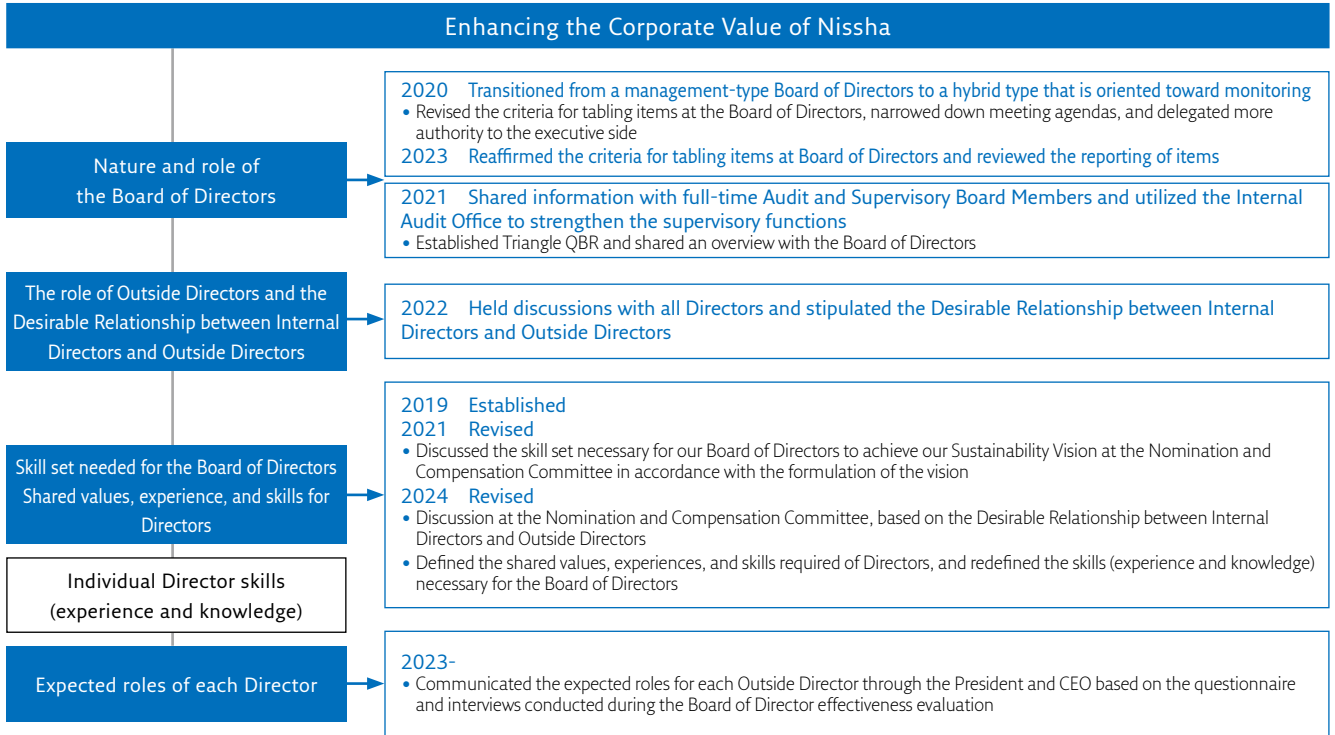 Enhancing the Corporate Value of Nissha
Nature and role of
the Board of Directors
2020 Transitioned from a management-type Board of Directors to a hybrid type that is oriented toward monitoring
• Revised the criteria for tabling items at the Board of Directors, narrowed down meeting agendas, and delegated more
authority to the executive side
2023 Reaffirmed the criteria for tabling items at Board of Directors and reviewed the reporting of items
2021 Shared information with full-time Audit and Supervisory Board Members and utilized the Internal
Audit Office to strengthen the supervisory functions
• Established Triangle QBR and shared an overview with the Board of Directors
The role of Outside Directors and the
Desirable Relationship between Internal
Directors and Outside Directors
2022 Held discussions with all Directors and stipulated the Desirable Relationship between Internal
Directors and Outside Directors
Skill set needed for the Board of Directors
Shared values, experience, and skills for
Directors
2019 Established
2021 Revised
• Discussed the skill set necessary for our Board of Directors to achieve our Sustainability Vision at the Nomination and
Compensation Committee in accordance with the formulation of the vision
2024 Revised
• Discussion at the Nomination and Compensation Committee, based on the Desirable Relationship between Internal
Directors and Outside Directors
• Defined the shared values, experiences, and skills required of Directors, and redefined the skills (experience and knowledge)
necessary for the Board of Directors
Individual Director skills
(experience and knowledge)
Expected roles of each Director
2023-
• Communicated the expected roles for each Outside Director through the President and CEO based on the questionnaire
and interviews conducted during the Board of Director effectiveness evaluation